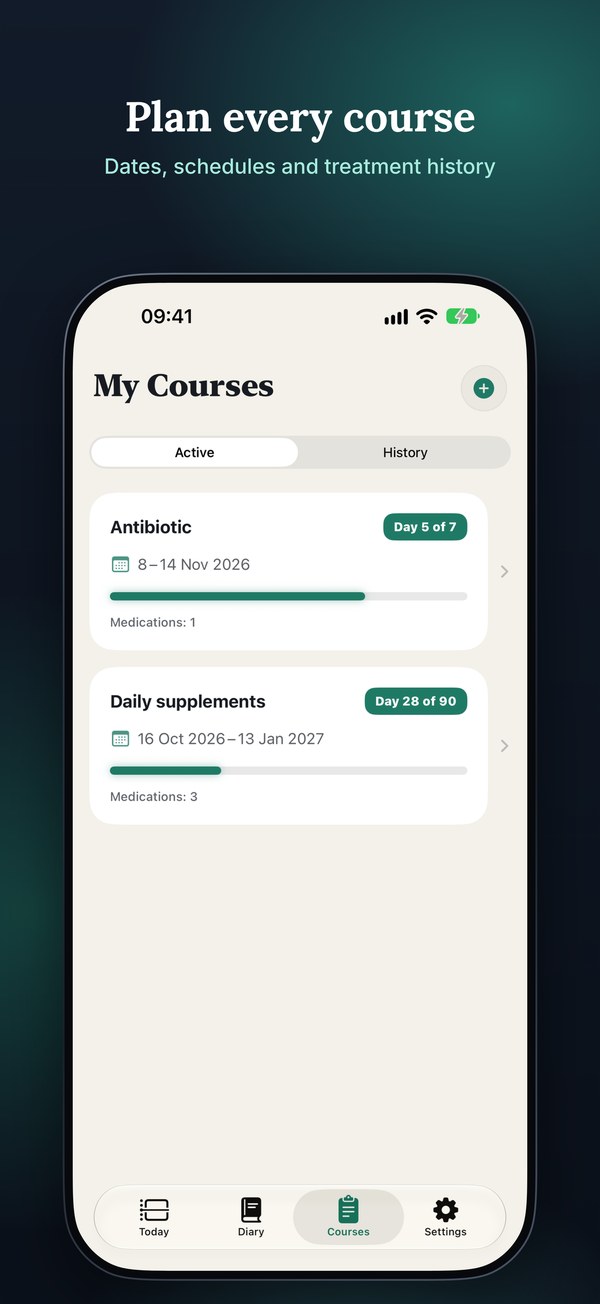 Plan every course
Dates, schedules and treatment history
09:41
My Courses
Active
History
Antibiotic
Day 5 of 7
8–14 Nov 2026
Medications: 1
Daily supplements
Day 28 of 90
16 Oct 2026–13 Jan 2027
Medications: 3
Today
Diary
Courses
Settings